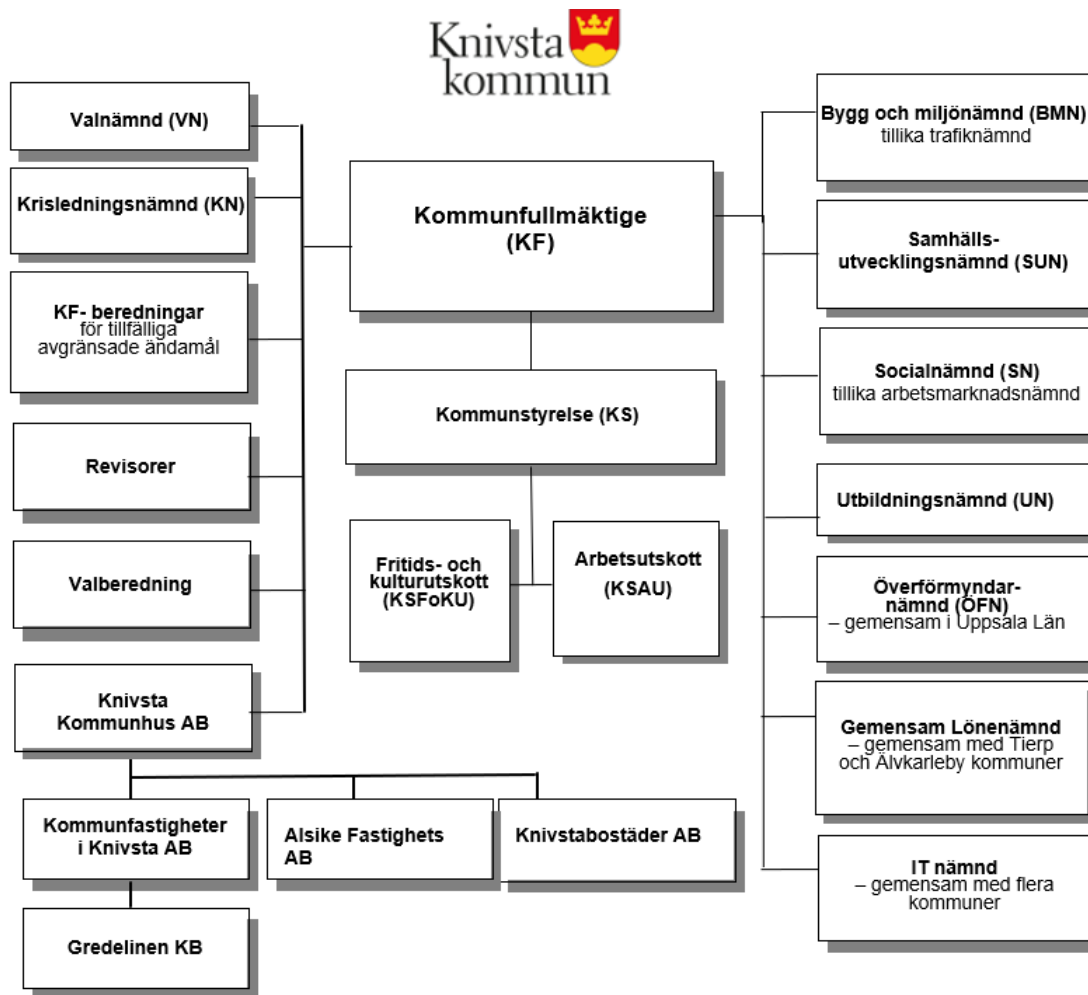 Knivsta
kommun
Valnämnd (VN)
Krisledningsnämnd (KN)
KF- beredningar
för tillfälliga
avgränsade ändamål
Revisorer
Valberedning
Knivsta
Kommunhus AB
Kommunfastigheter
i Knivsta AB
Alsike Fastighets
AB
Knivstabostäder AB
Gredelinen KB
Kommunfullmäktige
(KF)
Kommunstyrelse (KS)
Fritids- och
kulturutskott
(KSFoKU)
Arbetsutskott
(KSAU)
Bygg och miljönämnd (BMN)
tillika trafiknämnd
Samhälls-
utvecklingsnämnd (SUN)
Socialnämnd (SN)
tillika arbetsmarknadsnämnd
Utbildningsnämnd (UN)
Överförmyndar-
nämnd (ÖFN)
– gemensam i Uppsala Län
Gemensam Lönenämnd
– gemensam med Tierp
och Älvkarleby kommuner
IT nämnd
– gemensam med flera
kommuner